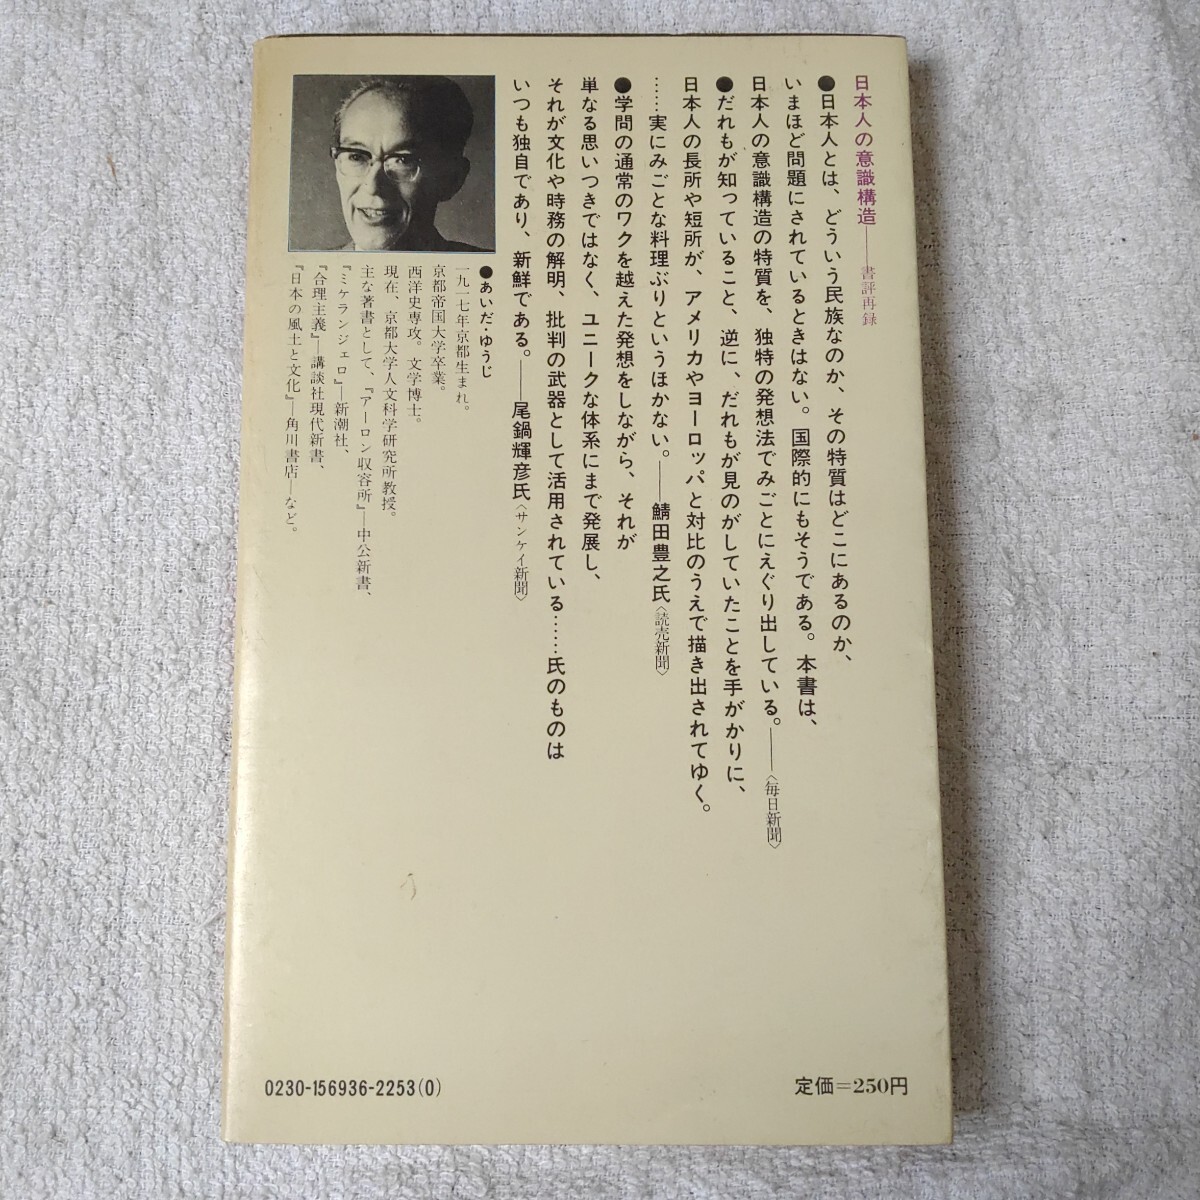 日本人の意識構造――書評再録
●日本人とは、どういう民族なのか、その特質はどこにあるのか、
いまほど問題にされているときはない。国際的にもそうである。本書は、
日本人の意識構造の特質を、独特の発想法でみごとにえぐり出している。――〈毎日新聞〉
●だれもが知っていること、逆に、だれもが見のがしていたことを手がかりに、
日本人の長所や短所が、アメリカやヨーロッパと対比のうえで描き出されてゆく。
……実にみごとな料理ぶりというほかない。――鯖田豊之氏〈読売新聞〉
●学問の通常のワクを越えた発想をしながら、それが
単なる思いつきではなく、ユニークな体系にまで発展し、
それが文化や時務の解明、批判の武器として活用されている……氏のものは
いつも独自であり、新鮮である。――尾鍋輝彦氏〈サンケイ新聞〉
●あいだ・ゆうじ
一九一七年京都生まれ。
京都帝国大学卒業。
西洋史専攻。文学博士。
現在、京都大学人文科学研究所教授。
主な著書として、『アーロン収容所』―中公新書、
『ミケランジェロ』―新潮社、
『合理主義』―講談社現代新書、
『日本の風土と文化』―角川書店―など。
0230-156936-2253(0)
定価=250円